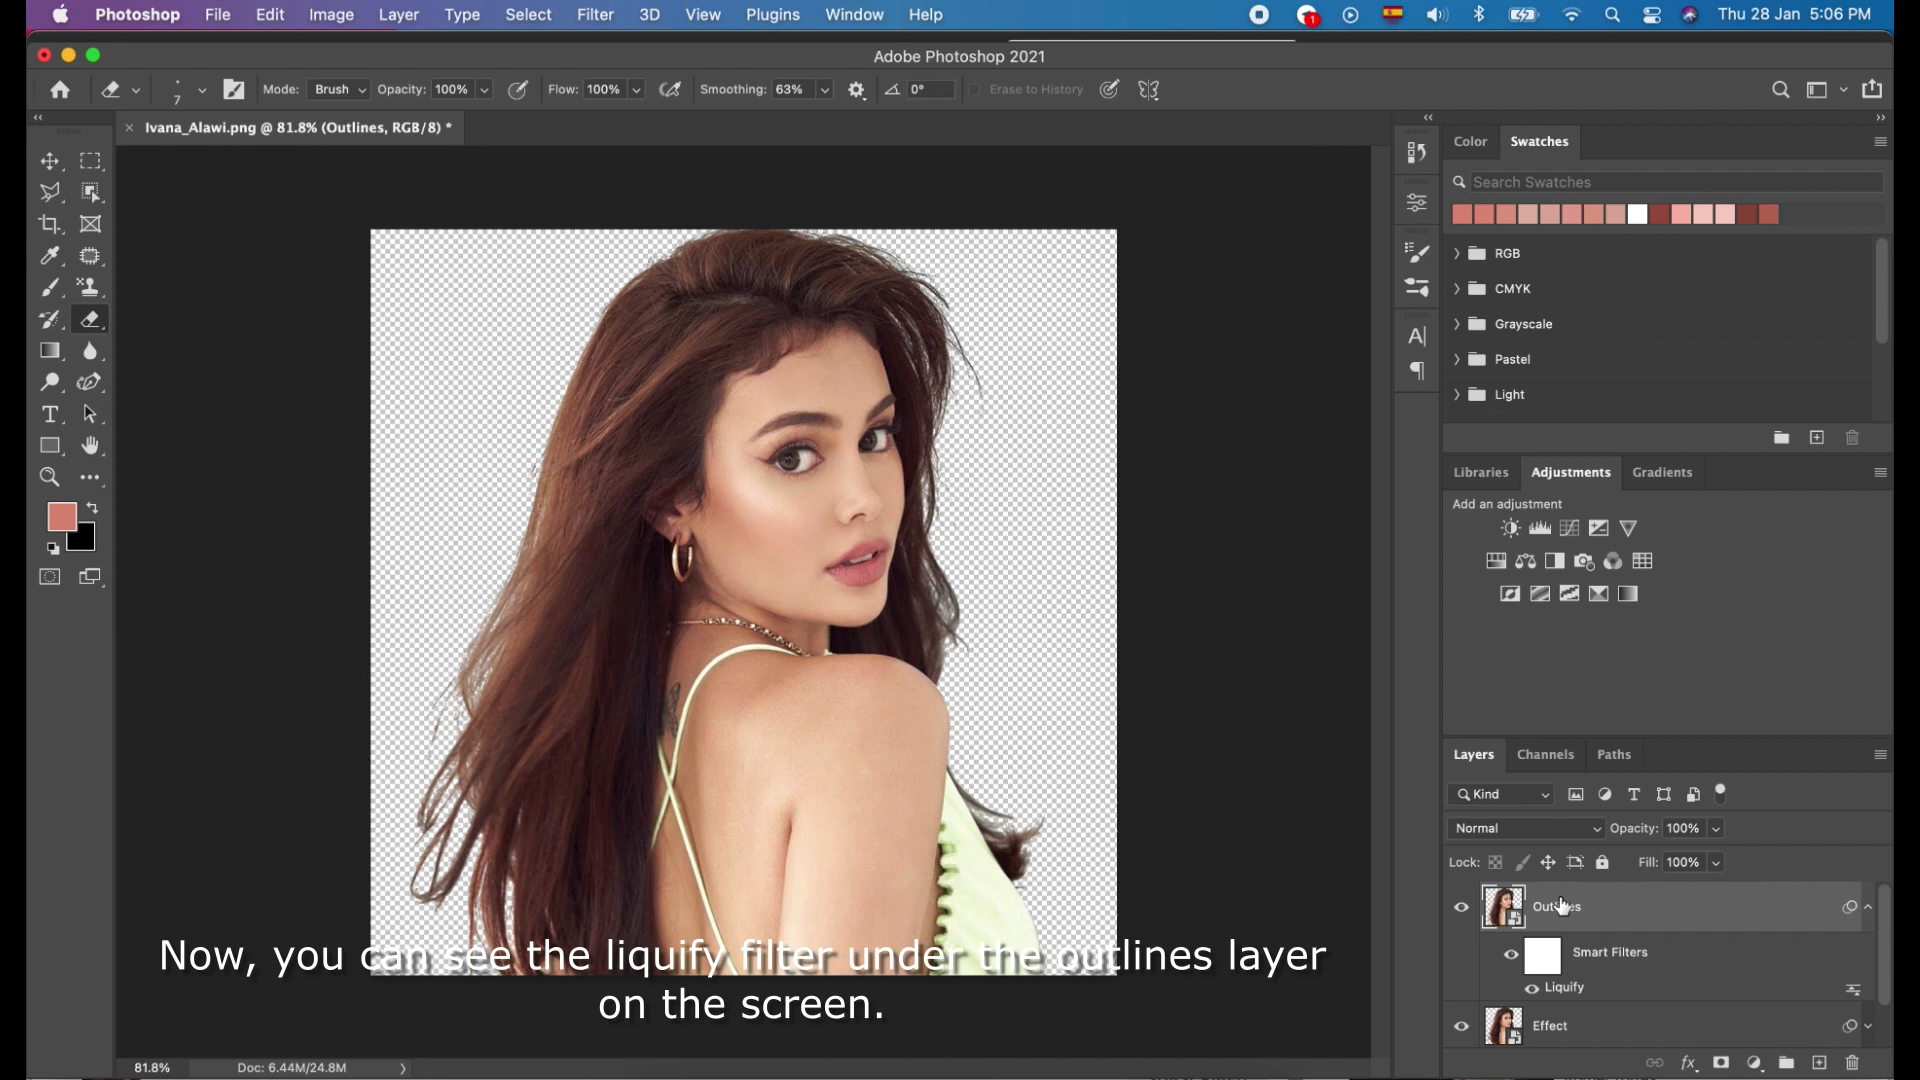 Photoshop File Edit Image Layer Type Select Filter 3D View Plugins Window Help 1 Thu 28 Jan 5:06 PM
Adobe Photoshop 2021
7 Mode: Brush Opacity: 100% Flow: 100% Smoothing: 63% 0° Erase to History
Ivana_Alawi.png @ 81.8% (Outlines, RGB/8) *
Color Swatches
Search Swatches
RGB
CMYK
Grayscale
Pastel
Light
Libraries Adjustments Gradients
Add an adjustment
Layers Channels Paths
Kind
Normal Opacity: 100%
Lock: Fill: 100%
Smart Filters
Liquify
Effect
Now, you can see the liquify filter under the outlines layer
on the screen.
81.8% Doc: 6.44M/24.8M
fx